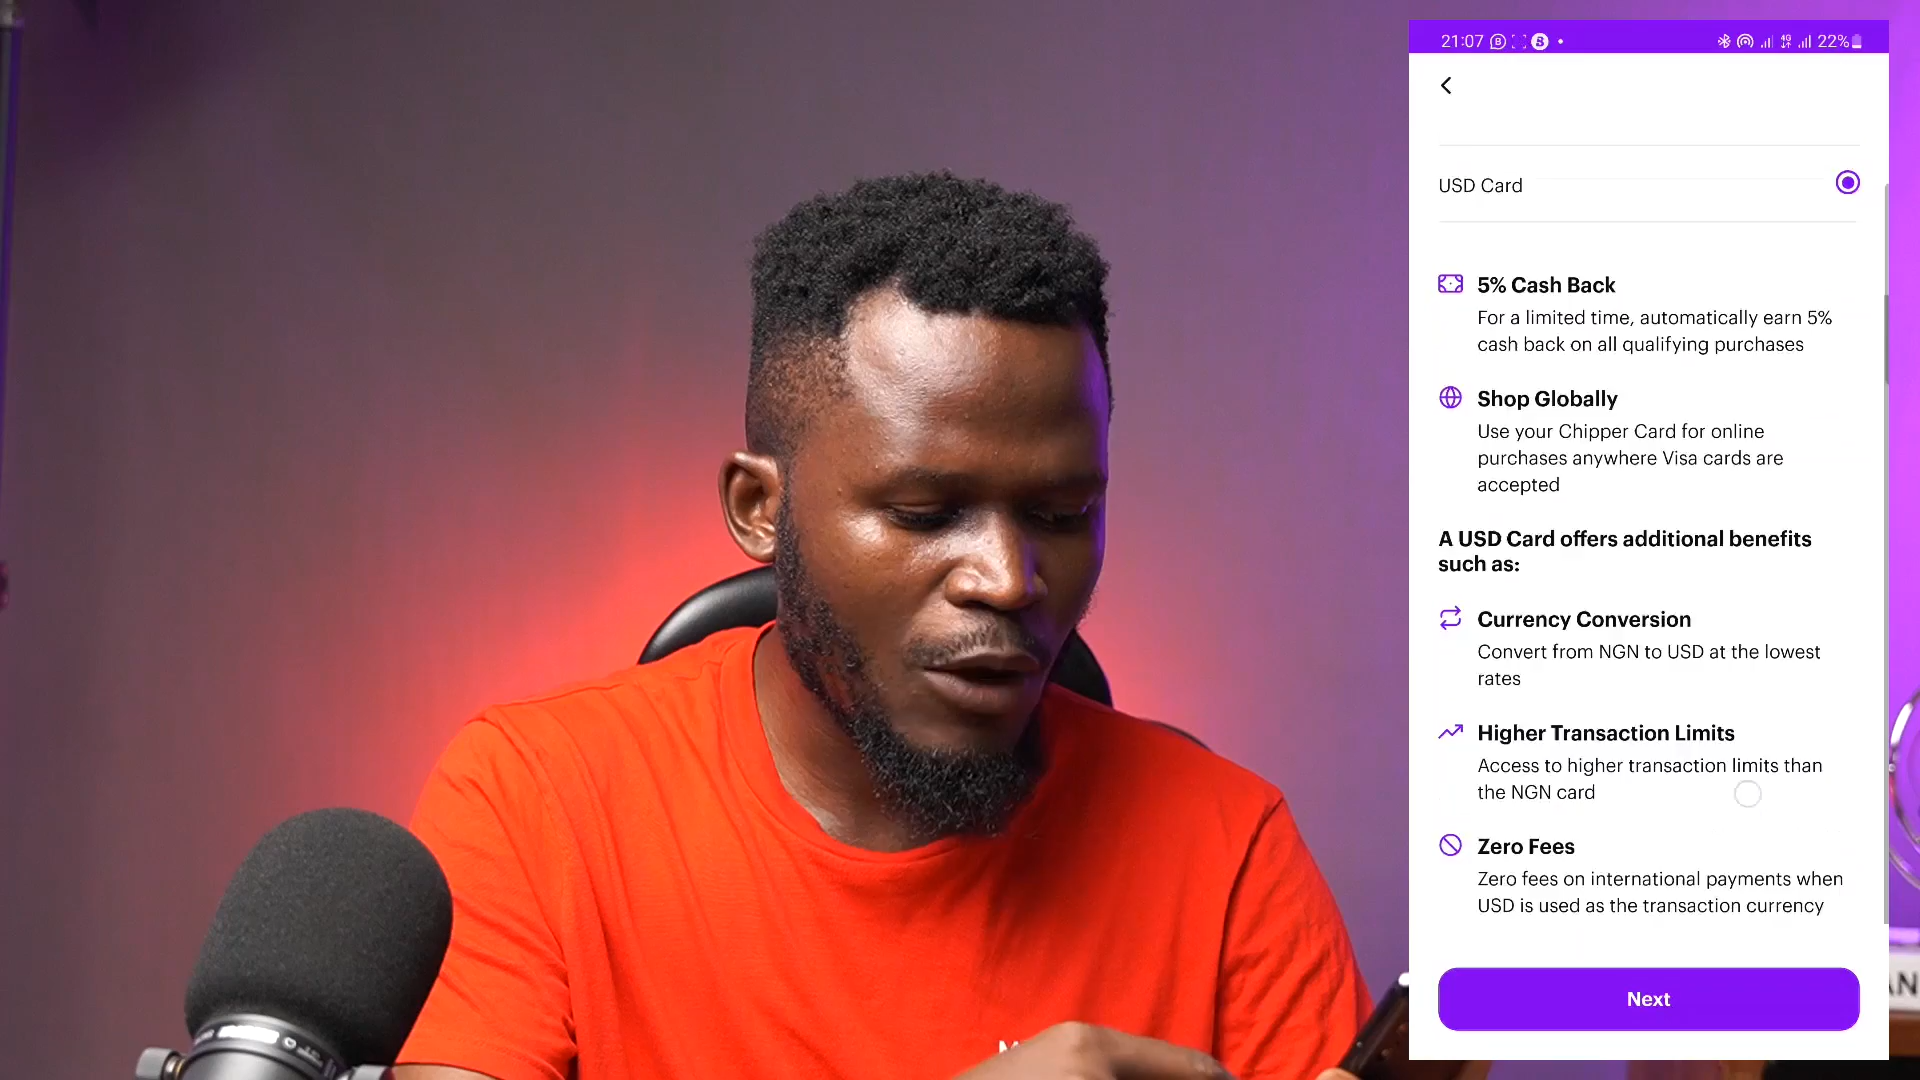 21:07
22%
USD Card
5% Cash Back
For a limited time, automatically earn 5%
cash back on all qualifying purchases
Shop Globally
Use your Chipper Card for online
purchases anywhere Visa cards are
accepted
A USD Card offers additional benefits
such as:
Currency Conversion
Convert from NGN to USD at the lowest
rates
Higher Transaction Limits
Access to higher transaction limits than
the NGN card
Zero Fees
Zero fees on international payments when
USD is used as the transaction currency
Next